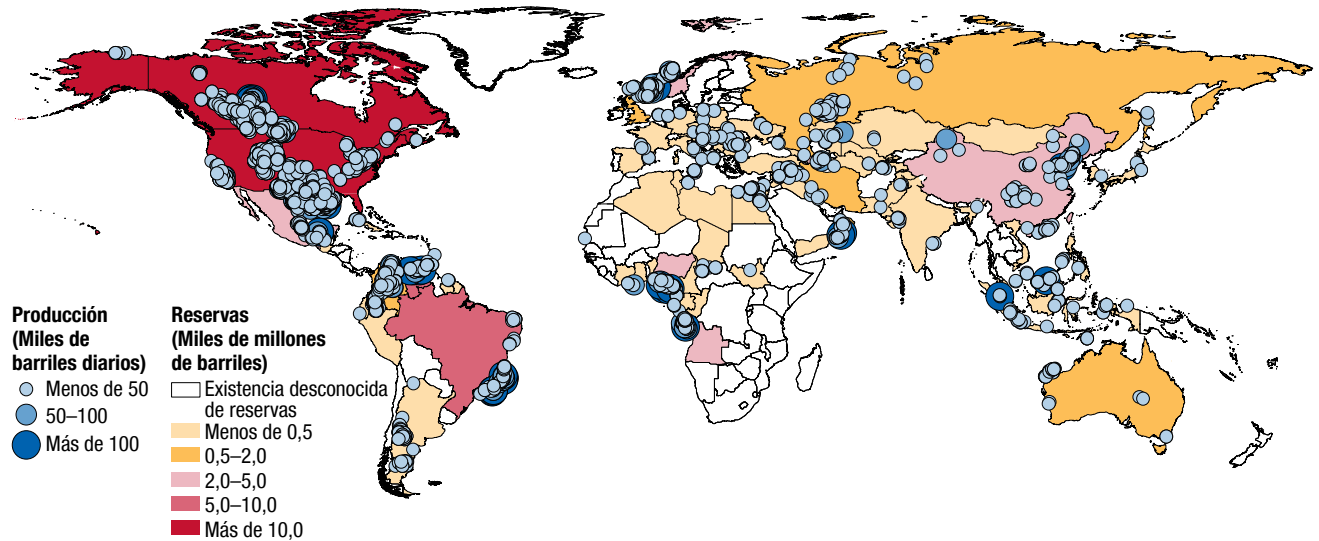 Producción
(Miles de
barriles diarios)
Menos de 50
50–100
Más de 100
Reservas
(Miles de millones
de barriles)
Existencia desconocida
de reservas
Menos de 0,5
0,5–2,0
2,0–5,0
5,0–10,0
Más de 10,0